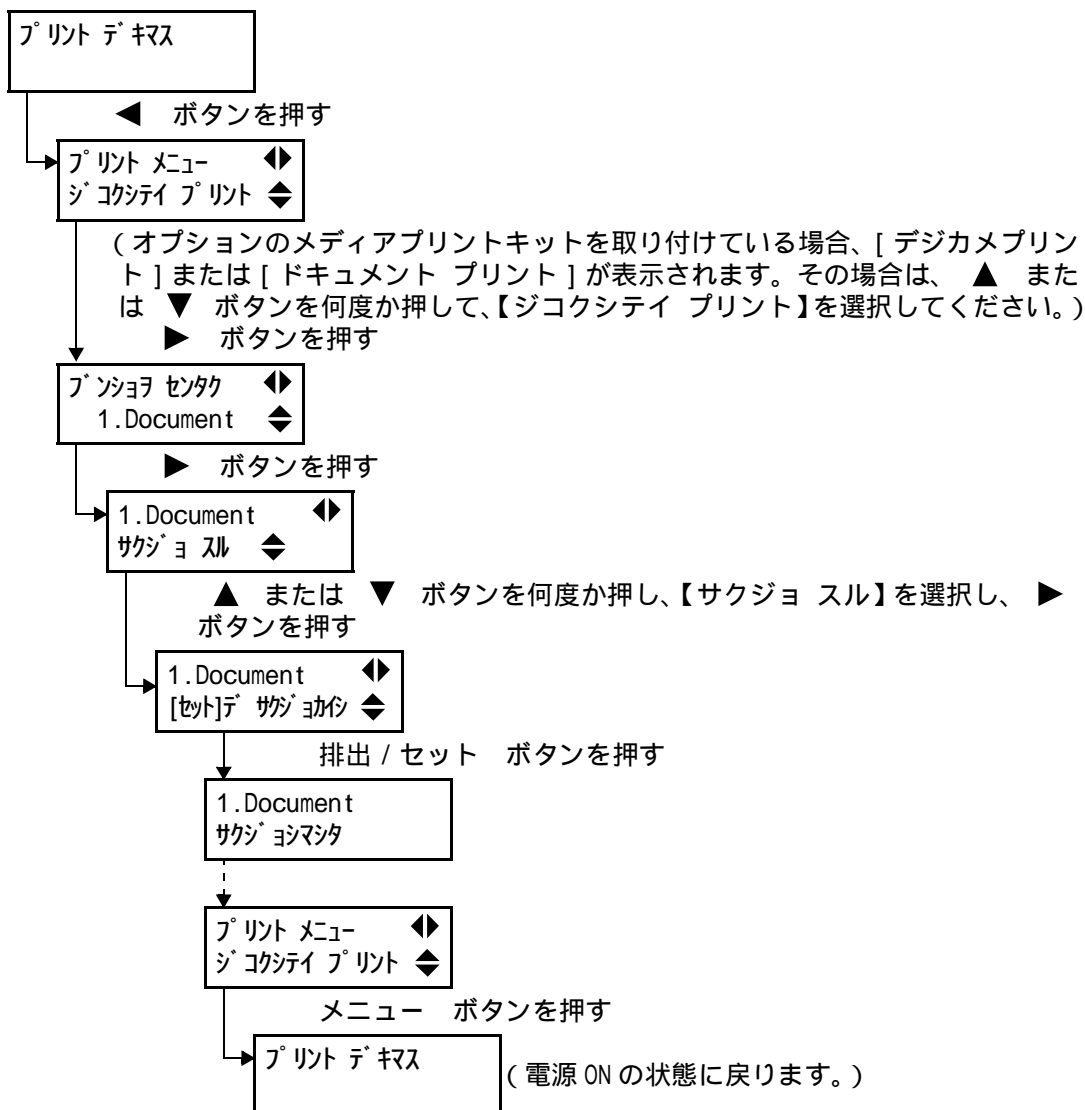 ﾌﾟﾘﾝﾄ ﾃﾞｷﾏｽ
◀ ボタンを押す
ﾌﾟﾘﾝﾄ ﾒﾆｭｰ ◀▶
ｼﾞｺｸｼﾃｲ ﾌﾟﾘﾝﾄ ▲▼
（オプションのメディアプリントキットを取り付けている場合、[デジカメプリン
ト]または[ドキュメント プリント]が表示されます。その場合は、 ▲ また
は ▼ ボタンを何度か押して、【ジコクシテイ プリント】を選択してください。）
▶ ボタンを押す
ﾌﾞﾝｼｮｦ ｾﾝﾀｸ ◀▶
1.Document ▲▼
▶ ボタンを押す
1.Document ◀▶
ｻｸｼﾞｮ ｽﾙ ▲▼
▲ または ▼ ボタンを何度か押し、【サクジョ スル】を選択し、 ▶
ボタンを押す
1.Document ◀▶
[ｾｯﾄ]ﾃﾞ ｻｸｼﾞｮｶｲｼ ▲▼
排出 / セット ボタンを押す
1.Document
ｻｸｼﾞｮｼﾏｼﾀ
ﾌﾟﾘﾝﾄ ﾒﾆｭｰ ◀▶
ｼﾞｺｸｼﾃｲ ﾌﾟﾘﾝﾄ ▲▼
メニュー ボタンを押す
ﾌﾟﾘﾝﾄ ﾃﾞｷﾏｽ
（電源 ON の状態に戻ります。）